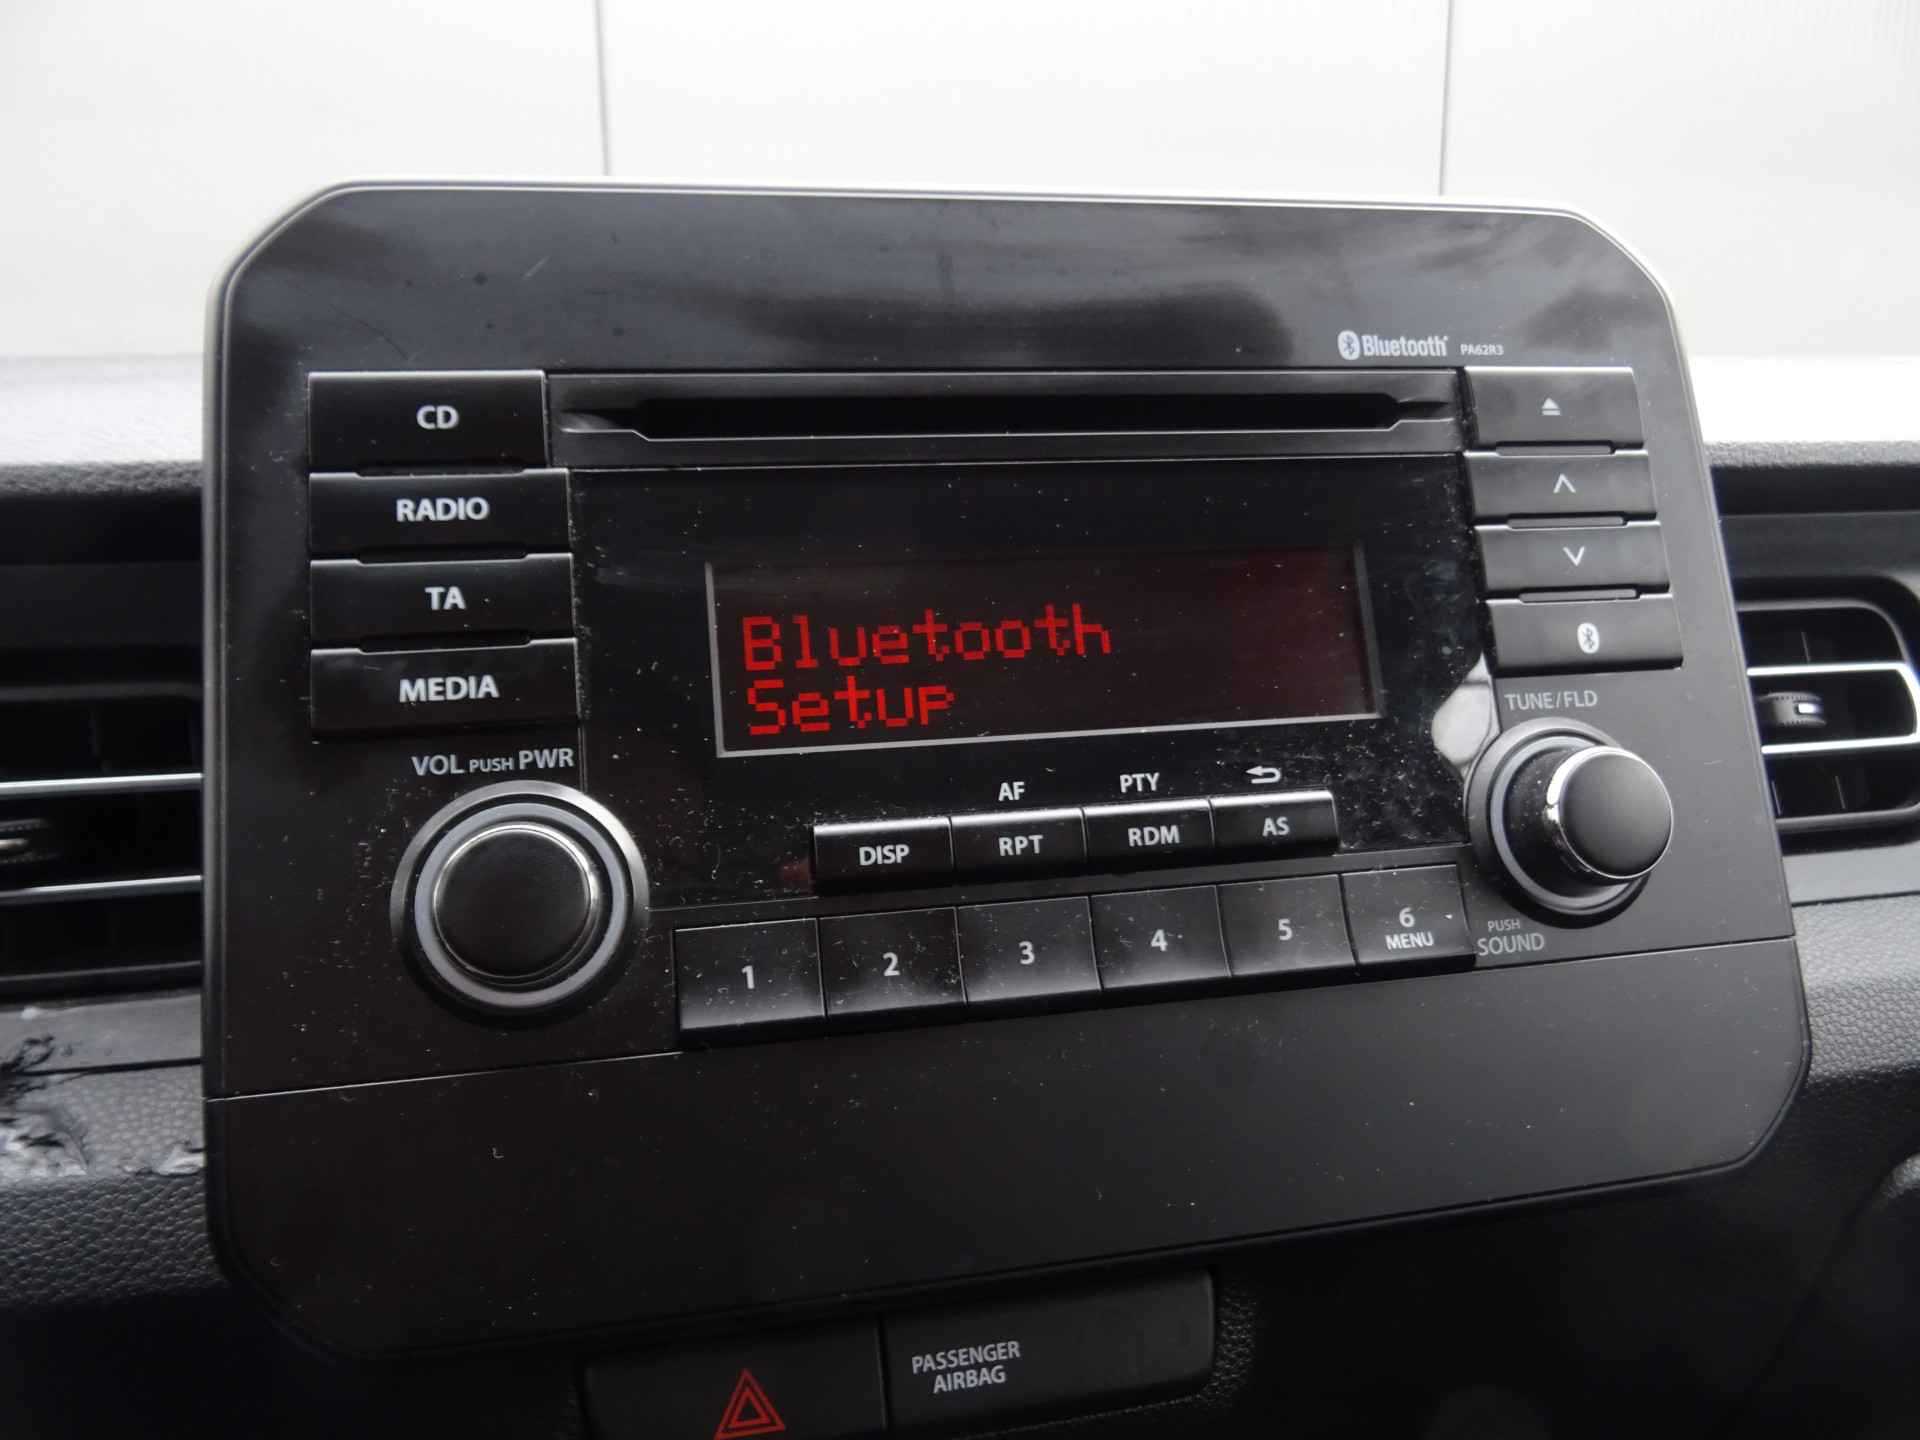 Bluetooth PA62R3
CD
RADIO
TA
MEDIA
VOL PUSH PWR
Bluetooth
Setup
TUNE/FLD
AF PTY
DISP RPT RDM AS
1 2 3 4 5 6
MENU
PUSH
SOUND
PASSENGER
AIRBAG